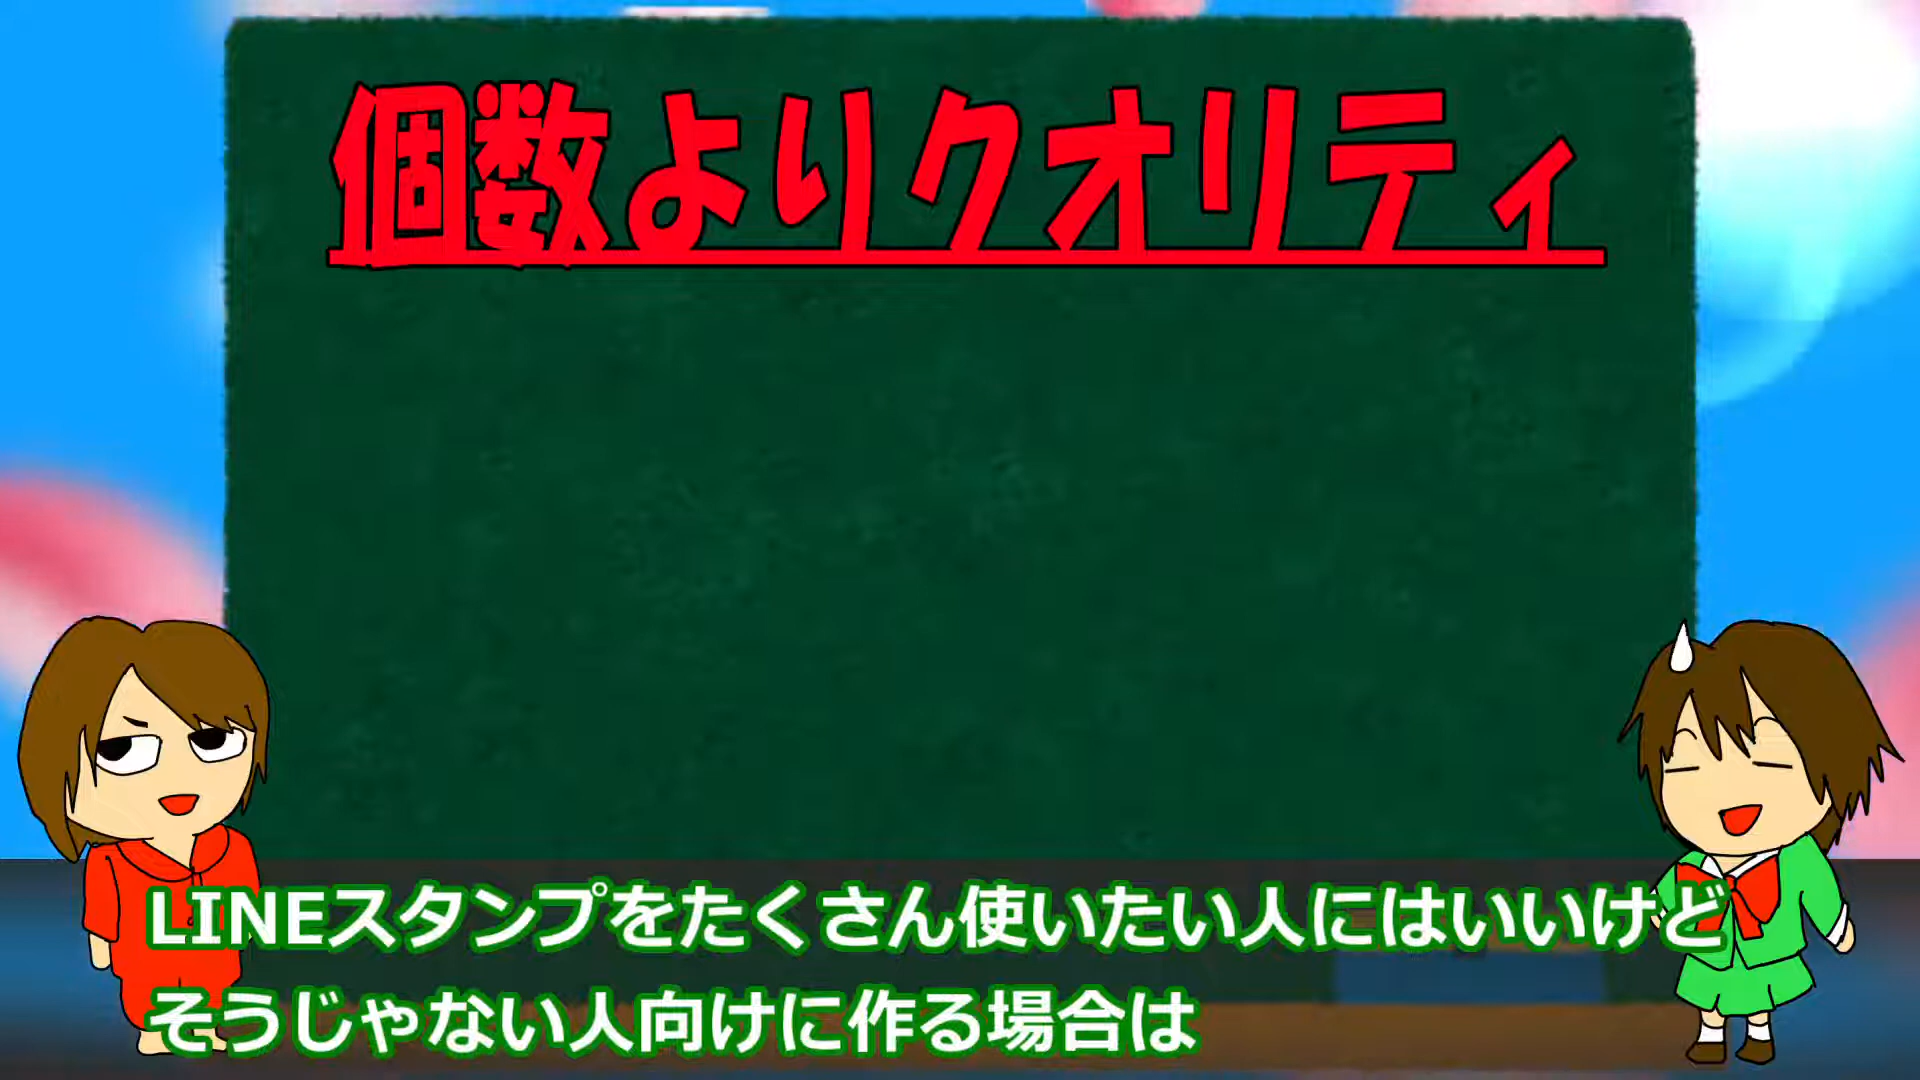 個数よりクオリティ
LINEスタンプをたくさん使いたい人にはいいけど
そうじゃない人向けに作る場合は